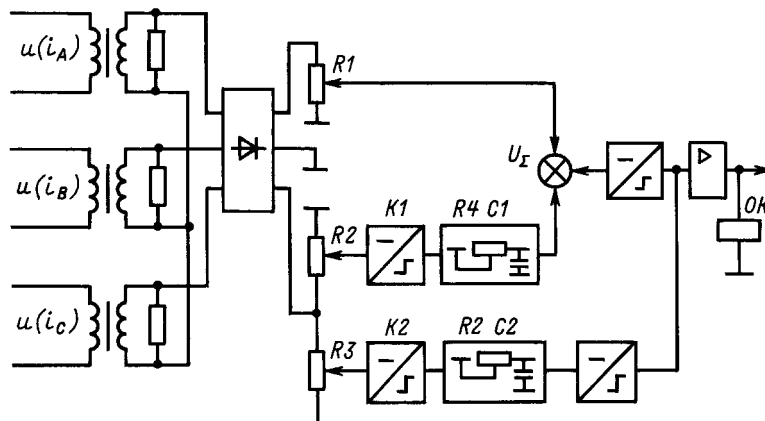 u(i_A)
R1
U_Σ
u(i_B)
K1
R4 C1
OK
R2
u(i_C)
K2
R2 C2
R3